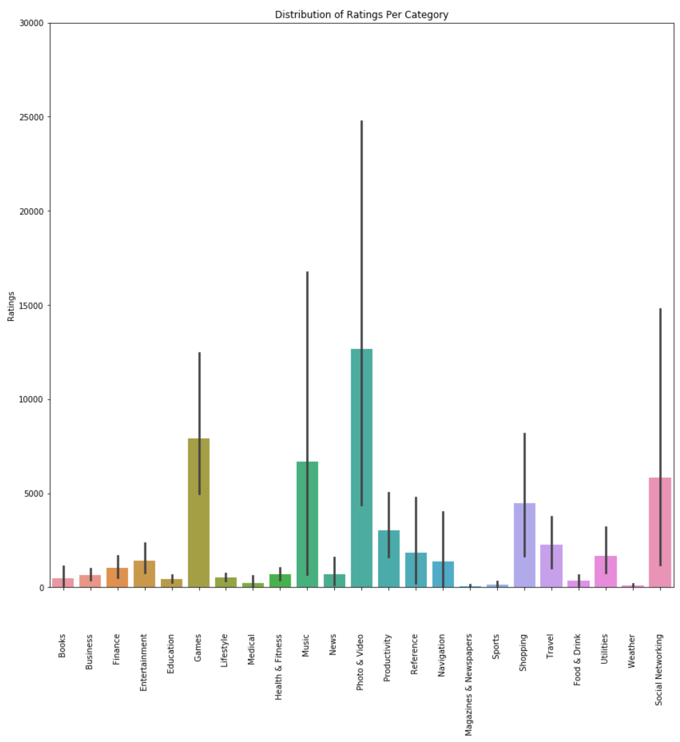 Distribution of Ratings Per Category
30000
25000
20000
15000
10000
5000
0
Ratings
Books
Business
Finance
Entertainment
Education
Games
Lifestyle
Medical
Health & Fitness
Music
News
Photo & Video
Productivity
Reference
Navigation
Magazines & Newspapers
Sports
Shopping
Travel
Food & Drink
Utilities
Weather
Social Networking